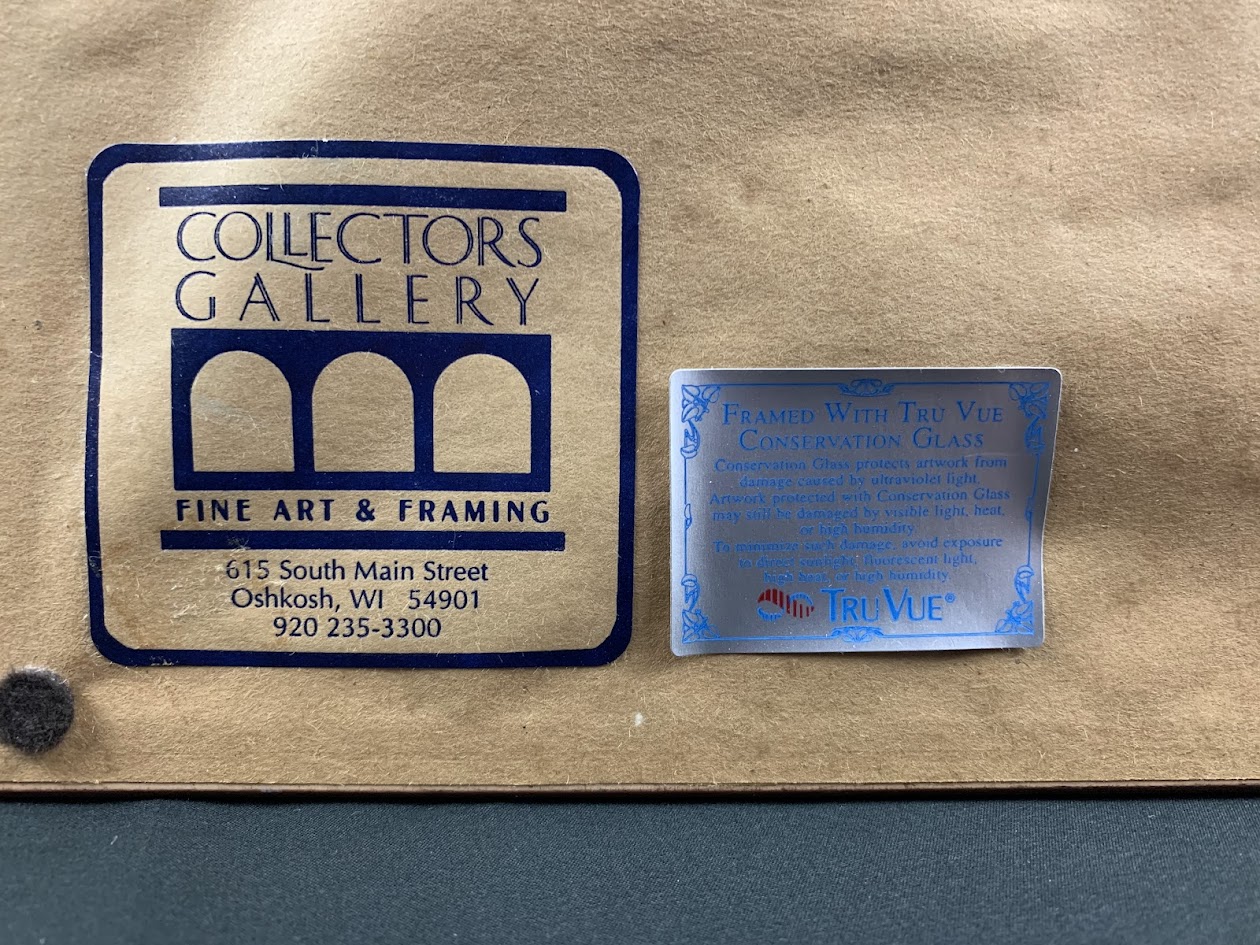 COLLECTORS
GALLERY
FINE ART & FRAMING
615 South Main Street
Oshkosh, WI 54901
920 235-3300
FRAMED WITH TRU VUE
CONSERVATION GLASS
Conservation Glass protects artwork from
damage caused by ultraviolet light.
Artwork protected with Conservation Glass
may still be damaged by visible light, heat,
or high humidity.
To minimize such damage, avoid exposure
to direct sunlight, fluorescent light,
high heat, or high humidity.
TRU VUE®